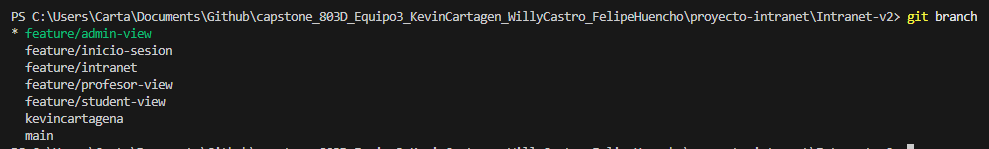 PS C:\Users\Carta\Documents\Github\capstone_803D_Equipo3_KevinCartagen_WillyCastro_FelipeHuencho\proyecto-intranet\Intranet-v2> git branch
* feature/admin-view
feature/inicio-sesion
feature/intranet
feature/profesor-view
feature/student-view
kevincartagena
main